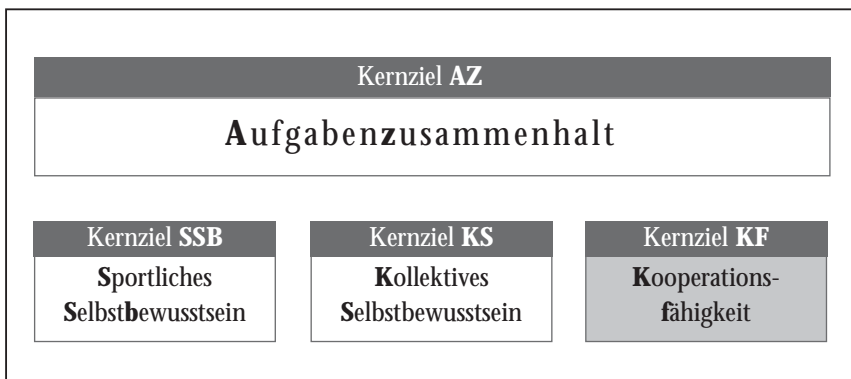 Kernziel AZ
Aufgabenzusammenhalt
Kernziel SSB
Sportliches
Selbstbewusstsein
Kernziel KS
Kollektives
Selbstbewusstsein
Kernziel KF
Kooperations-
fähigkeit